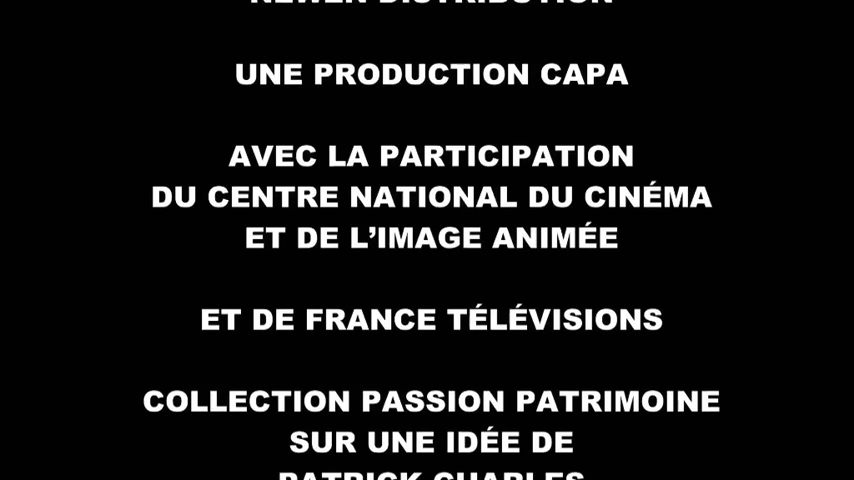 NEWEN DISTRIBUTION
UNE PRODUCTION CAPA
AVEC LA PARTICIPATION
DU CENTRE NATIONAL DU CINÉMA
ET DE L’IMAGE ANIMÉE
ET DE FRANCE TÉLÉVISIONS
COLLECTION PASSION PATRIMOINE
SUR UNE IDÉE DE
PATRICK CHARLES